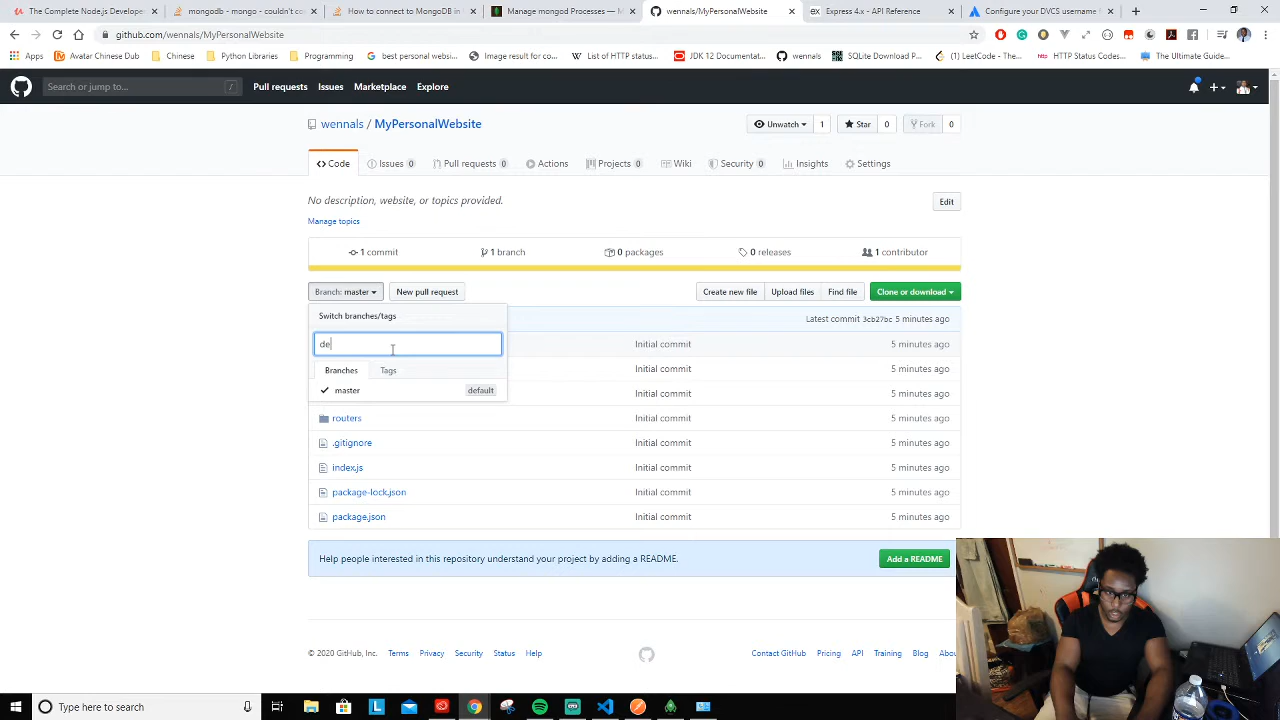 The Complete Node.js Develope
mongodb - mongo - couldn't co
How to connect to MongoDB in
Manage mongod Processes — M
wennals/MyPersonalWebsite
Express 4.x - API Reference
Configure your DVCS username f
github.com/wennals/MyPersonalWebsite
Apps
Avatar Books Dub
Chinese
Python Libraries
Programming
best personal websi...
Image result for co...
List of HTTP status...
JDK 12 Documentati...
wennals
SQLite Download P...
(1) LeetCode - The...
HTTP Status Codes...
The Ultimate Guide...
Search or jump to...
/
Pull requests
Issues
Marketplace
Explore
wennals / MyPersonalWebsite
Unwatch
1
Star
0
Fork
0
Code
Issues 0
Pull requests 0
Actions
Projects 0
Wiki
Security 0
Insights
Settings
No description, website, or topics provided.
Edit
Manage topics
1 commit
1 branch
0 packages
0 releases
1 contributor
Branch: master
New pull request
Create new file
Upload files
Find file
Clone or download
Switch branches/tags
Latest commit 3cb27bc 5 minutes ago
de
Initial commit
5 minutes ago
Branches
Tags
Initial commit
5 minutes ago
master
default
Initial commit
5 minutes ago
routers
Initial commit
5 minutes ago
.gitignore
Initial commit
5 minutes ago
index.js
Initial commit
5 minutes ago
package-lock.json
Initial commit
5 minutes ago
package.json
Initial commit
5 minutes ago
Help people interested in this repository understand your project by adding a README.
Add a README
© 2020 GitHub, Inc.
Terms
Privacy
Security
Status
Help
Contact GitHub
Pricing
API
Training
Blog
Abou
Type here to search